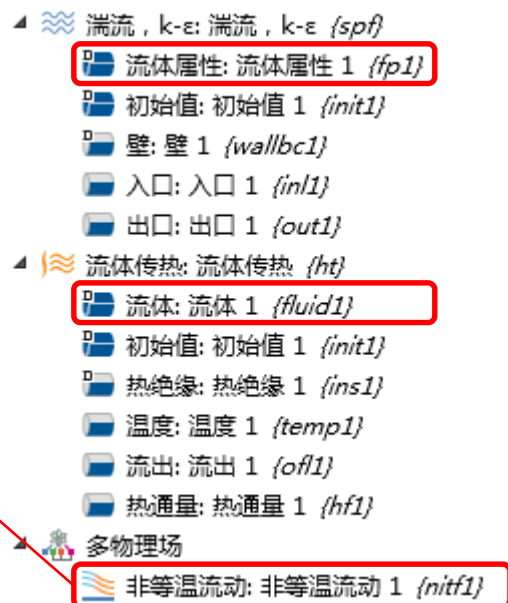 湍流，k-ε: 湍流，k-ε {spf}
流体属性: 流体属性 1 {fp1}
初始值: 初始值 1 {init1}
壁: 壁 1 {wallbc1}
入口: 入口 1 {inl1}
出口: 出口 1 {out1}
流体传热: 流体传热 {ht}
流体: 流体 1 {fluid1}
初始值: 初始值 1 {init1}
热绝缘: 热绝缘 1 {ins1}
温度: 温度 1 {temp1}
流出: 流出 1 {ofl1}
热通量: 热通量 1 {hf1}
多物理场
非等温流动: 非等温流动 1 {nitf1}